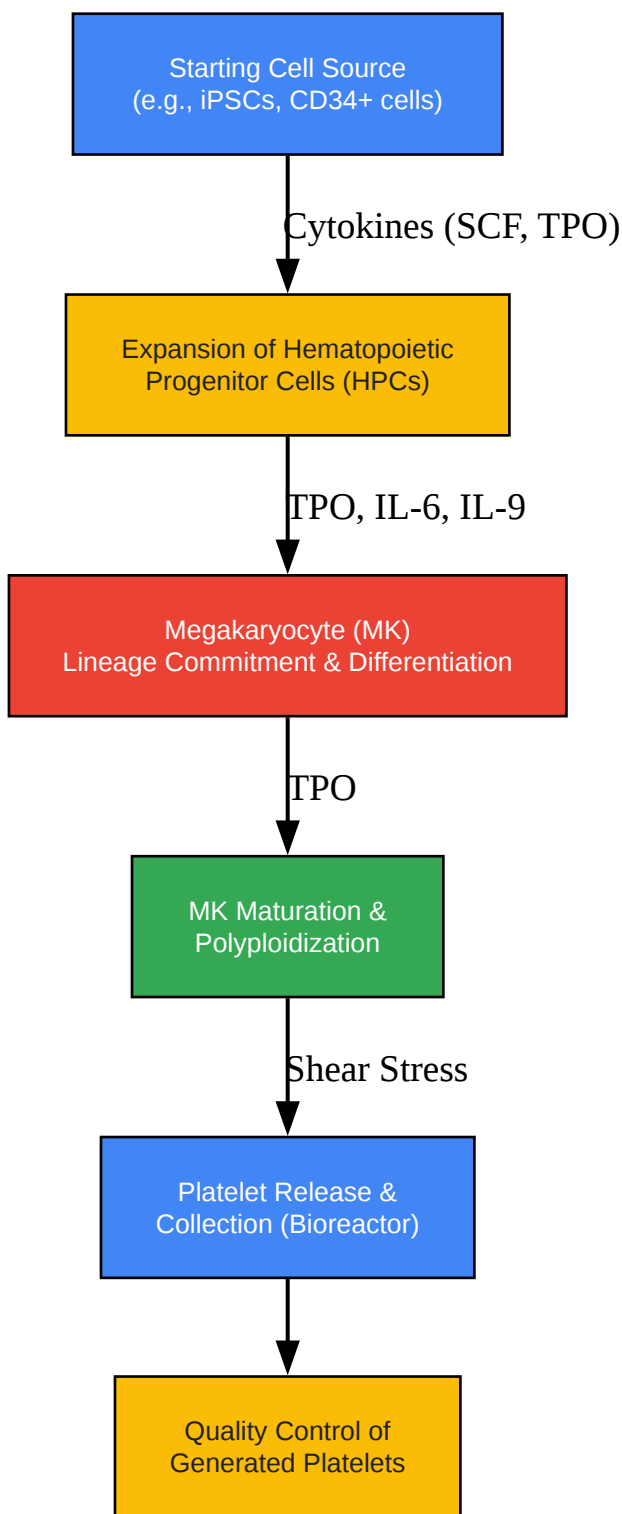 Starting Cell Source
(e.g., iPSCs, CD34+ cells)
Cytokines (SCF, TPO)
Expansion of Hematopoietic
Progenitor Cells (HPCs)
TPO, IL-6, IL-9
Megakaryocyte (MK)
Lineage Commitment & Differentiation
TPO
MK Maturation &
Polyploidization
Shear Stress
Platelet Release &
Collection (Bioreactor)
Quality Control of
Generated Platelets